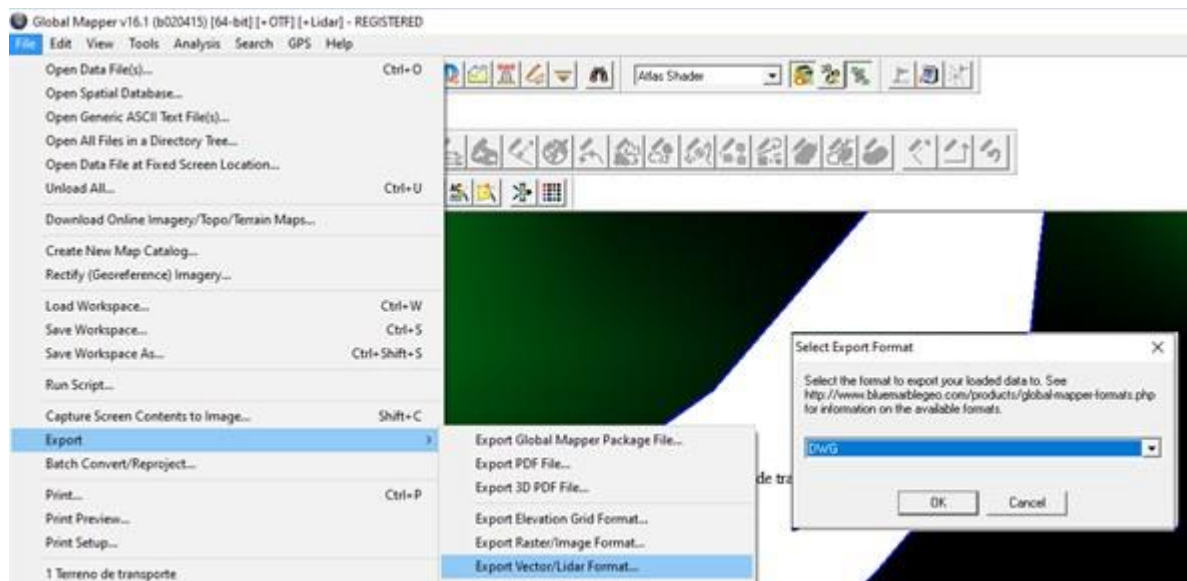 Global Mapper v16.1 (b020415) [64-bit] [+OTF] [+Lidar] - REGISTERED
File Edit View Tools Analysis Search GPS Help
Open Data File(s)... Ctrl+O
Open Spatial Database...
Open Generic ASCII Text File(s)...
Open All Files in a Directory Tree...
Open Data File at Fixed Screen Location...
Unload All... Ctrl+U
Download Online Imagery/Topo/Terrain Maps...
Create New Map Catalog...
Rectify (Georeference) Imagery...
Load Workspace... Ctrl+W
Save Workspace... Ctrl+S
Save Workspace As... Ctrl+Shift+S
Run Script...
Capture Screen Contents to Image... Shift+C
Export
Batch Convert/Reproject...
Print... Ctrl+P
Print Preview...
Print Setup...
1 Terreno de transporte
Export Global Mapper Package File...
Export PDF File...
Export 3D PDF File...
Export Elevation Grid Format...
Export Raster/Image Format...
Export Vector/Lidar Format...
Atlas Shader
de tra
Select Export Format
Select the format to export your loaded data to. See
http://www.bluemarblegeo.com/products/global-mapper-formats.php
for information on the available formats.
DWG
OK Cancel